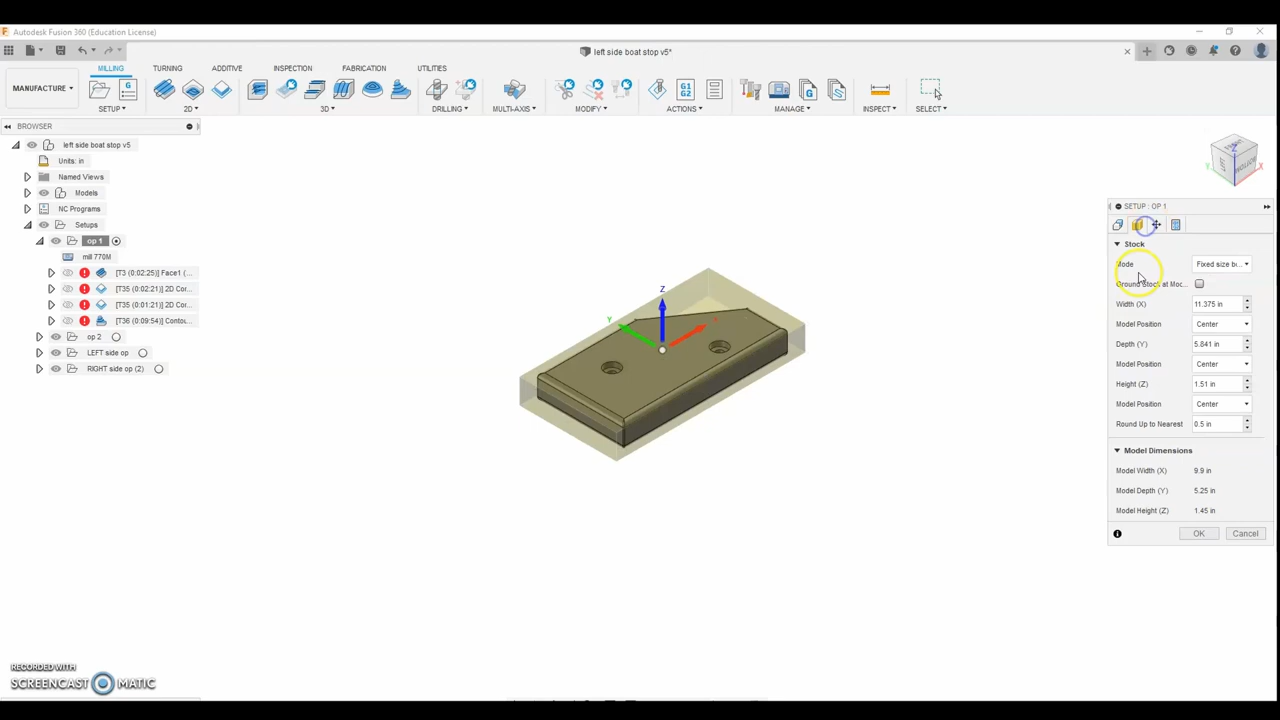 Autodesk Fusion 360 (Education License)
left side boat stop v5*
MANUFACTURE
MILLING TURNING ADDITIVE INSPECTION FABRICATION UTILITIES
G1
G2
G
SETUP 2D 3D DRILLING MULTI-AXIS MODIFY ACTIONS MANAGE INSPECT SELECT
BROWSER
left side boat stop v5
Units: in
Named Views
Models
NC Programs
Setups
op 1
mill 770M
[T3 (0:02:25)] Face1 (...
[T35 (0:02:21)] 2D Con...
[T35 (0:01:21)] 2D Con...
[T36 (0:09:54)] Contou...
op 2
LEFT side op
RIGHT side op (2)
Z
Y
X
Z
Y
X
SETUP : OP 1
Stock
Mode Fixed size b...
Ground Stock at Moc...
Width (X) 11.375 in
Model Position Center
Depth (Y) 5.841 in
Model Position Center
Height (Z) 1.51 in
Model Position Center
Round Up to Nearest 0.5 in
Model Dimensions
Model Width (X) 9.9 in
Model Depth (Y) 5.25 in
Model Height (Z) 1.45 in
OK Cancel
RECORDED WITH
SCREENCAST MATIC